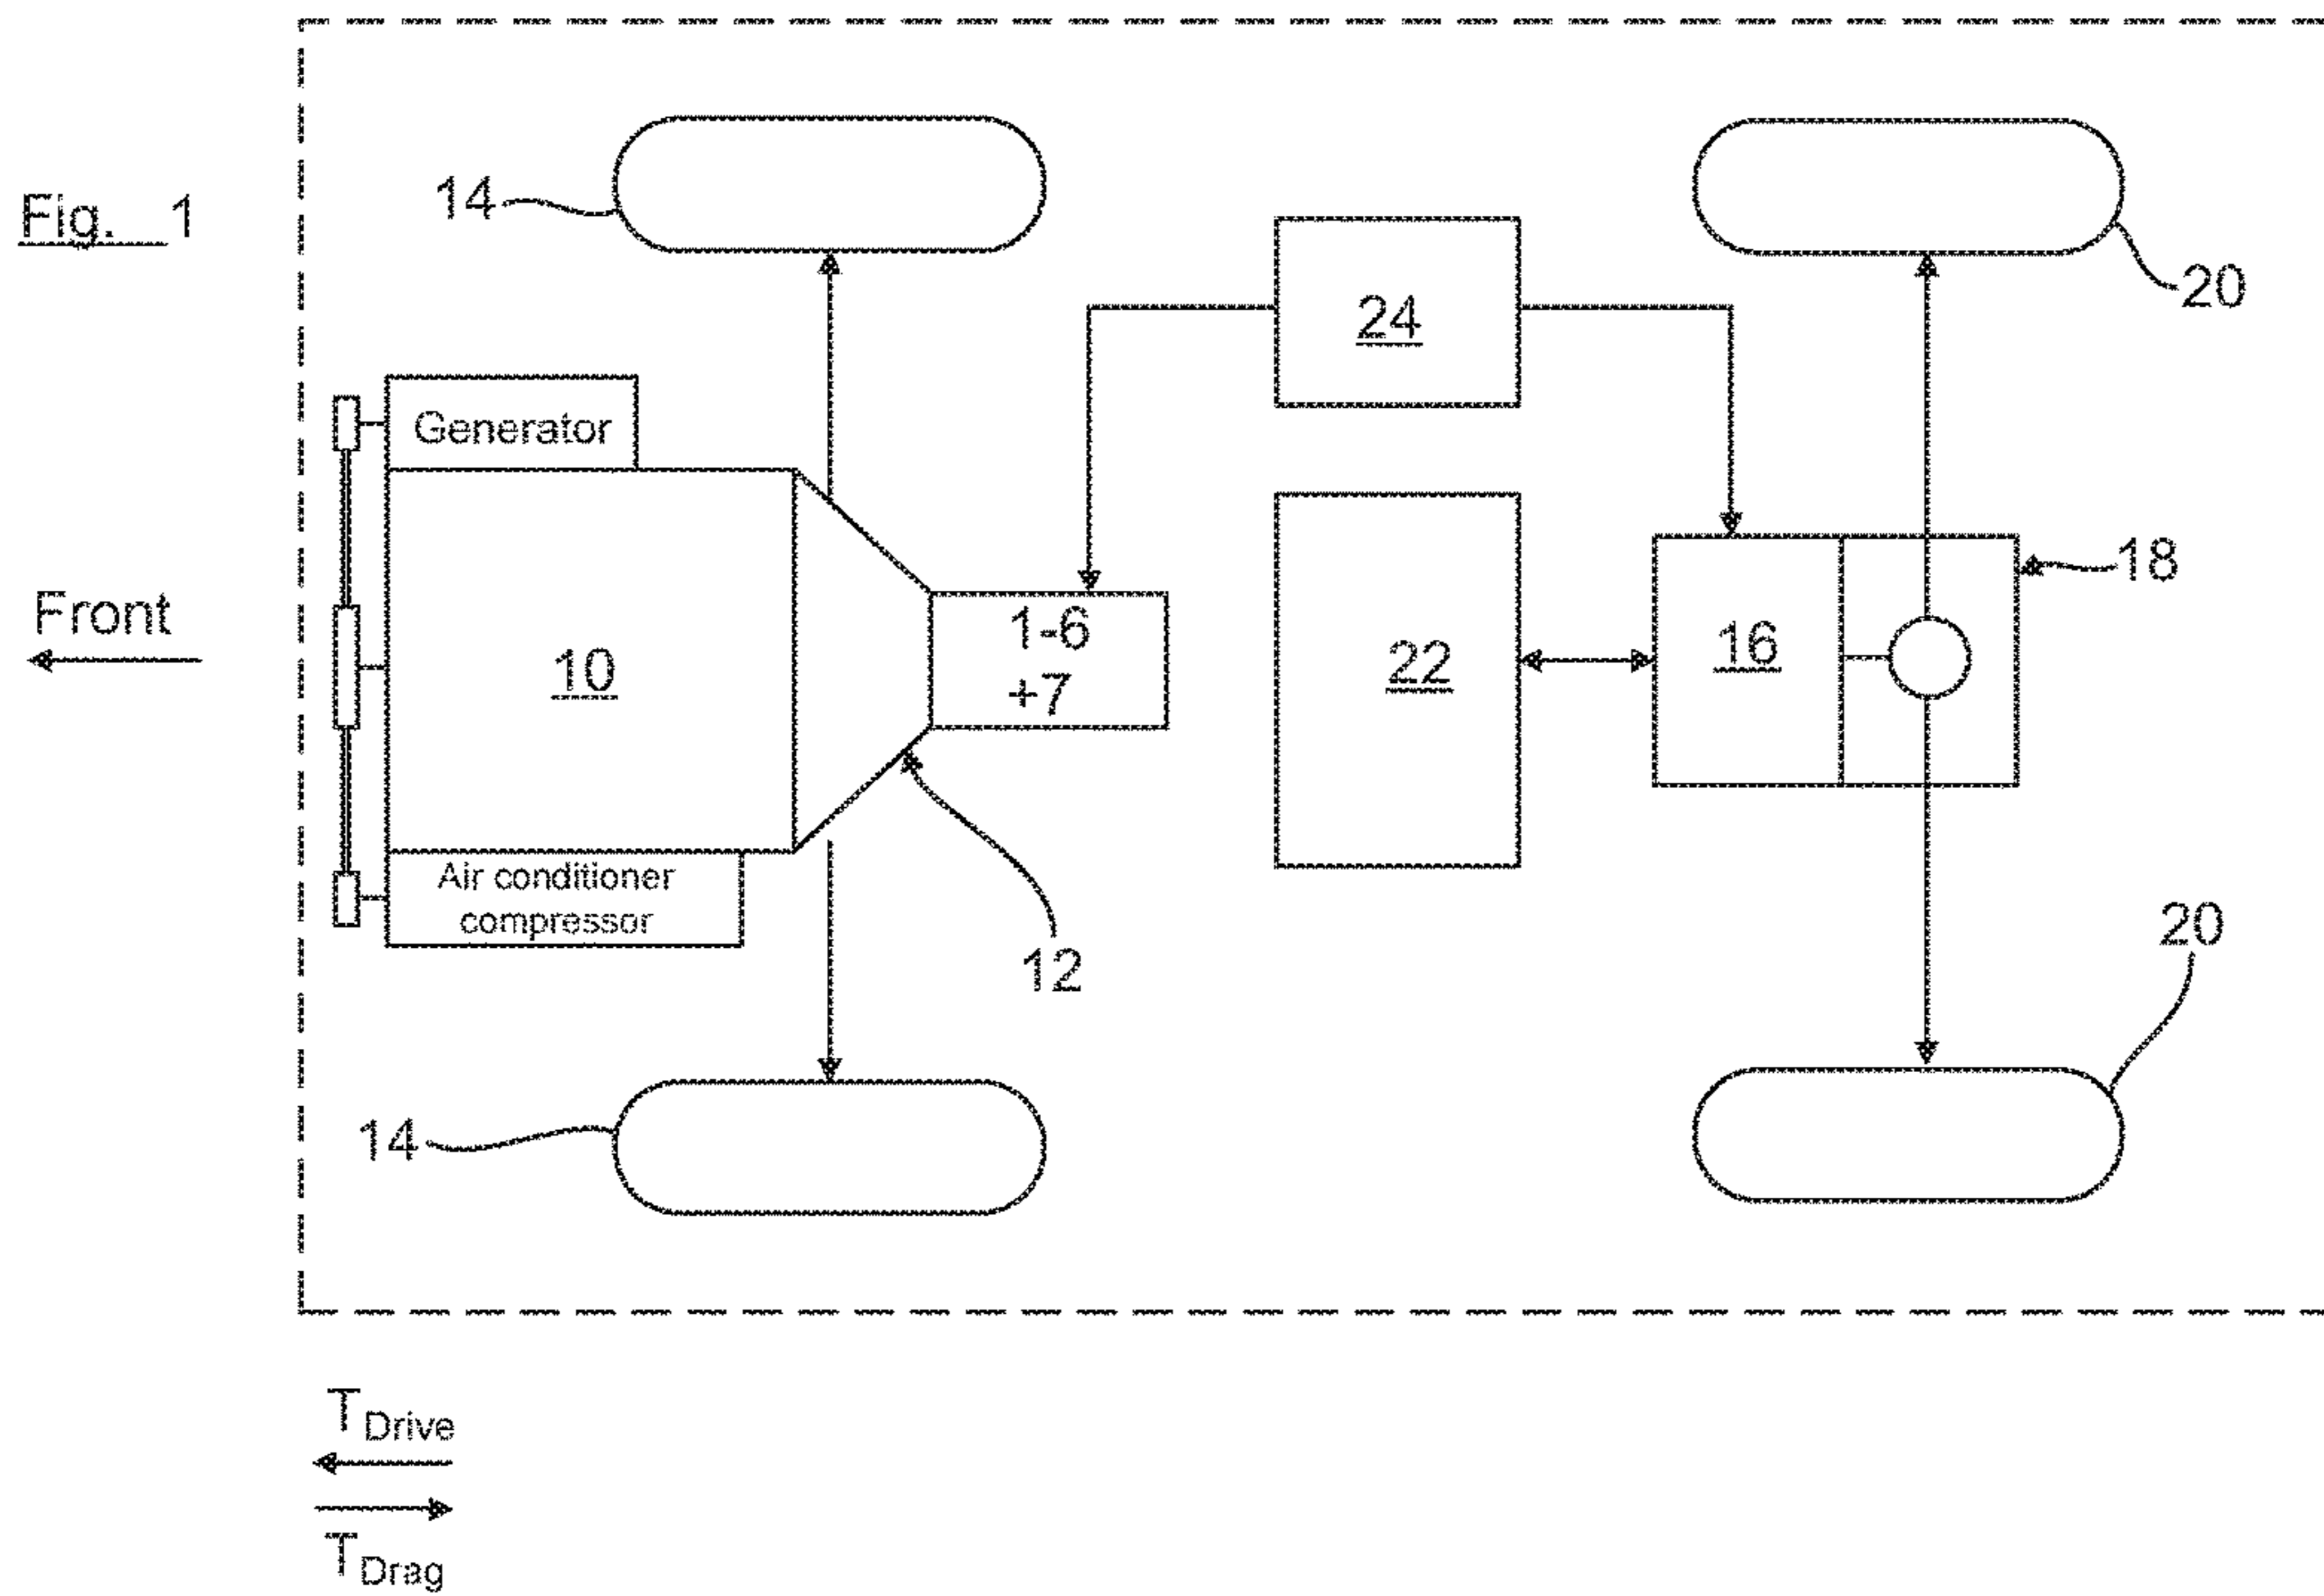 Fig. 1
14
20
24
Generator
18
Front
1-6
+7
10
22
16
Air conditioner
compressor
12
20
14
T Drive
T Drag